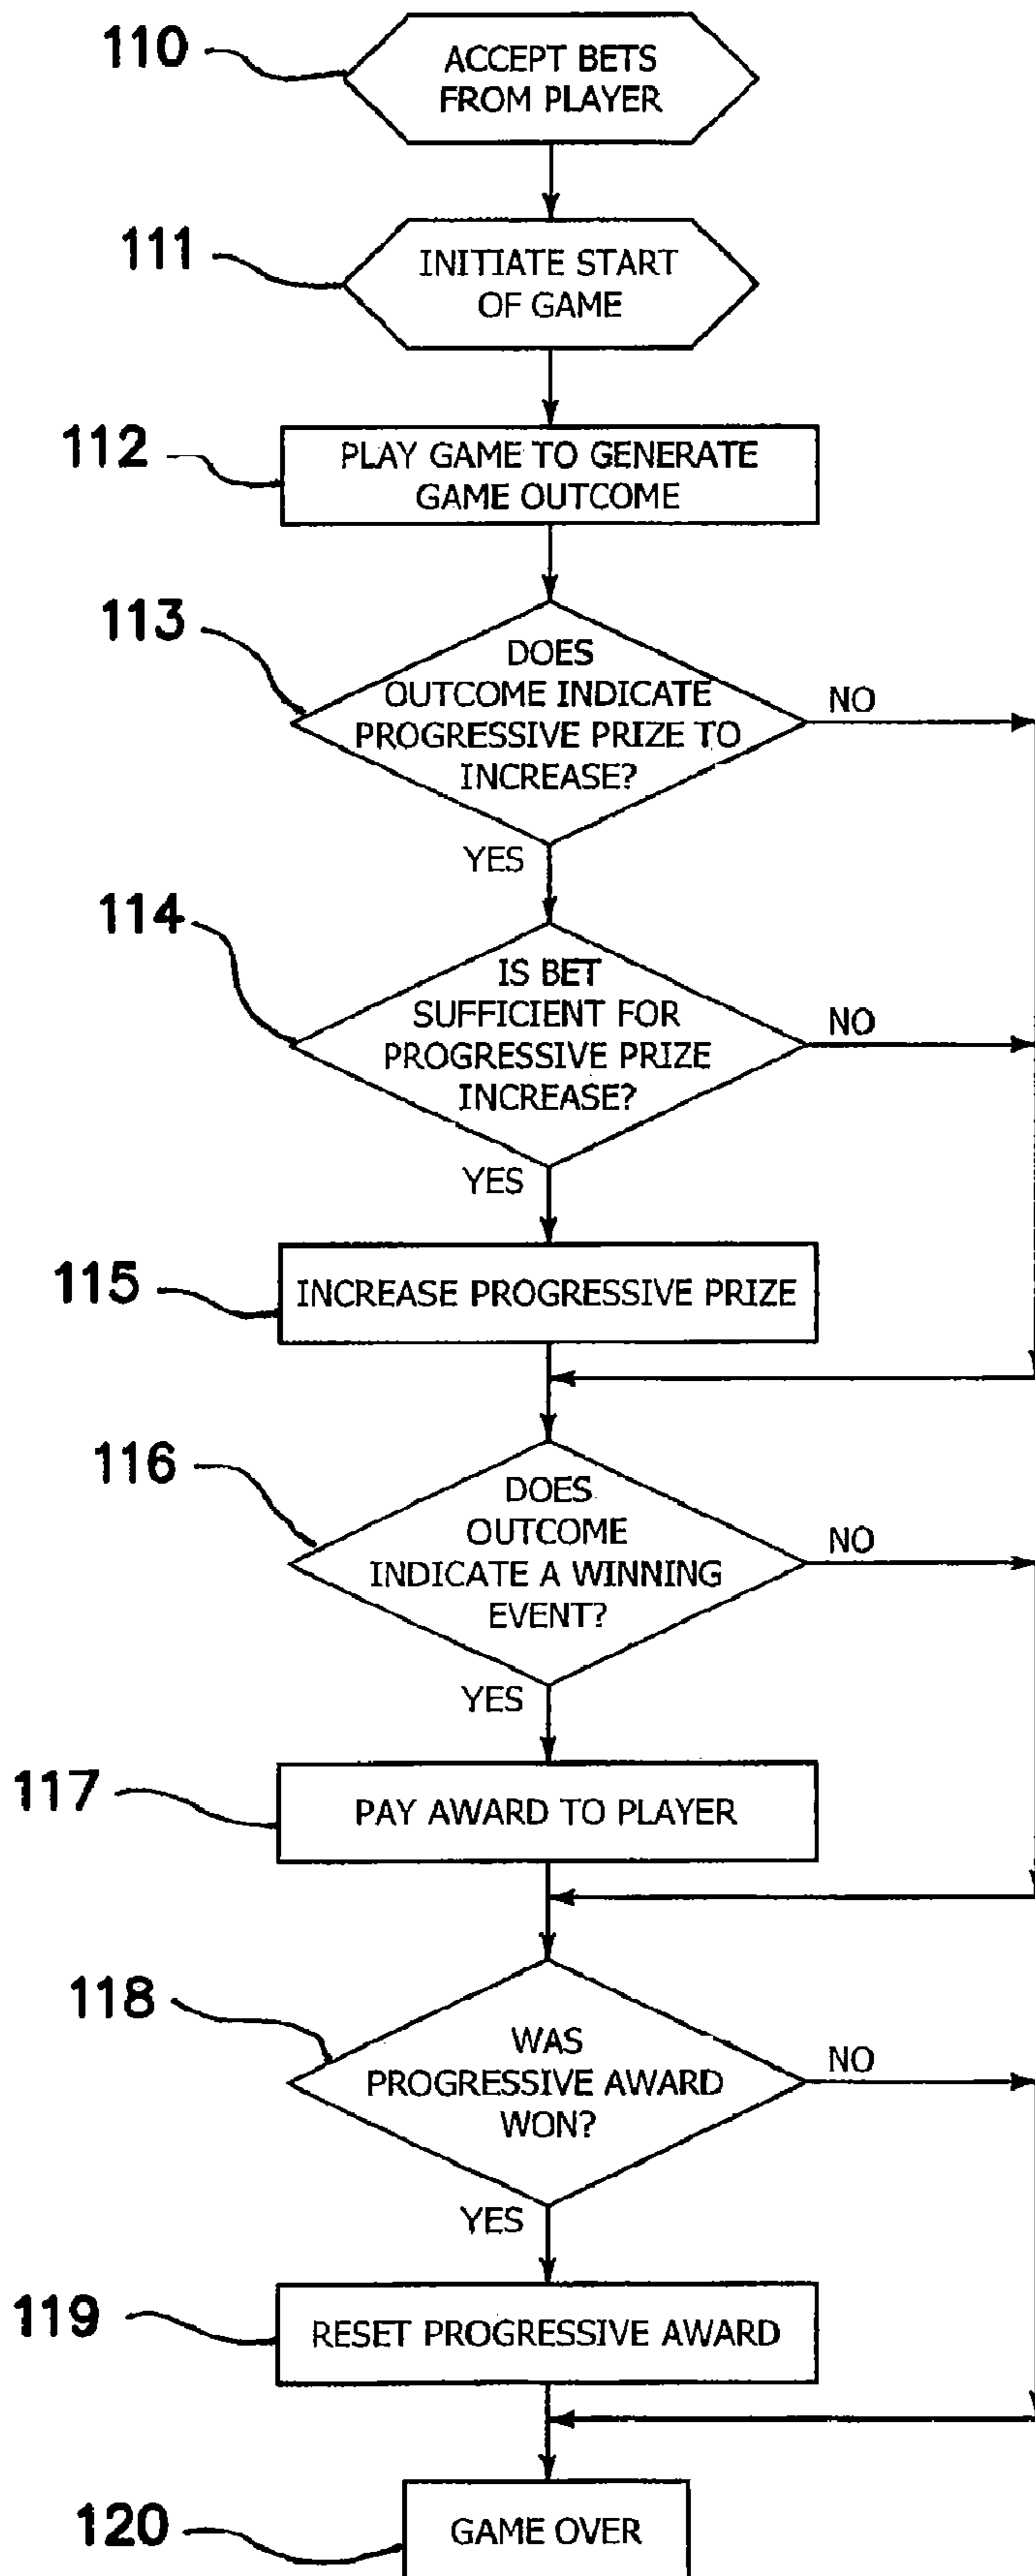 110
ACCEPT BETS
FROM PLAYER
111
INITIATE START
OF GAME
112
PLAY GAME TO GENERATE
GAME OUTCOME
113
DOES
OUTCOME INDICATE
PROGRESSIVE PRIZE TO
INCREASE?
NO
YES
114
IS BET
SUFFICIENT FOR
PROGRESSIVE PRIZE
INCREASE?
NO
YES
115
INCREASE PROGRESSIVE PRIZE
116
DOES
OUTCOME
INDICATE A WINNING
EVENT?
NO
YES
117
PAY AWARD TO PLAYER
118
WAS
PROGRESSIVE AWARD
WON?
NO
YES
119
RESET PROGRESSIVE AWARD
120
GAME OVER